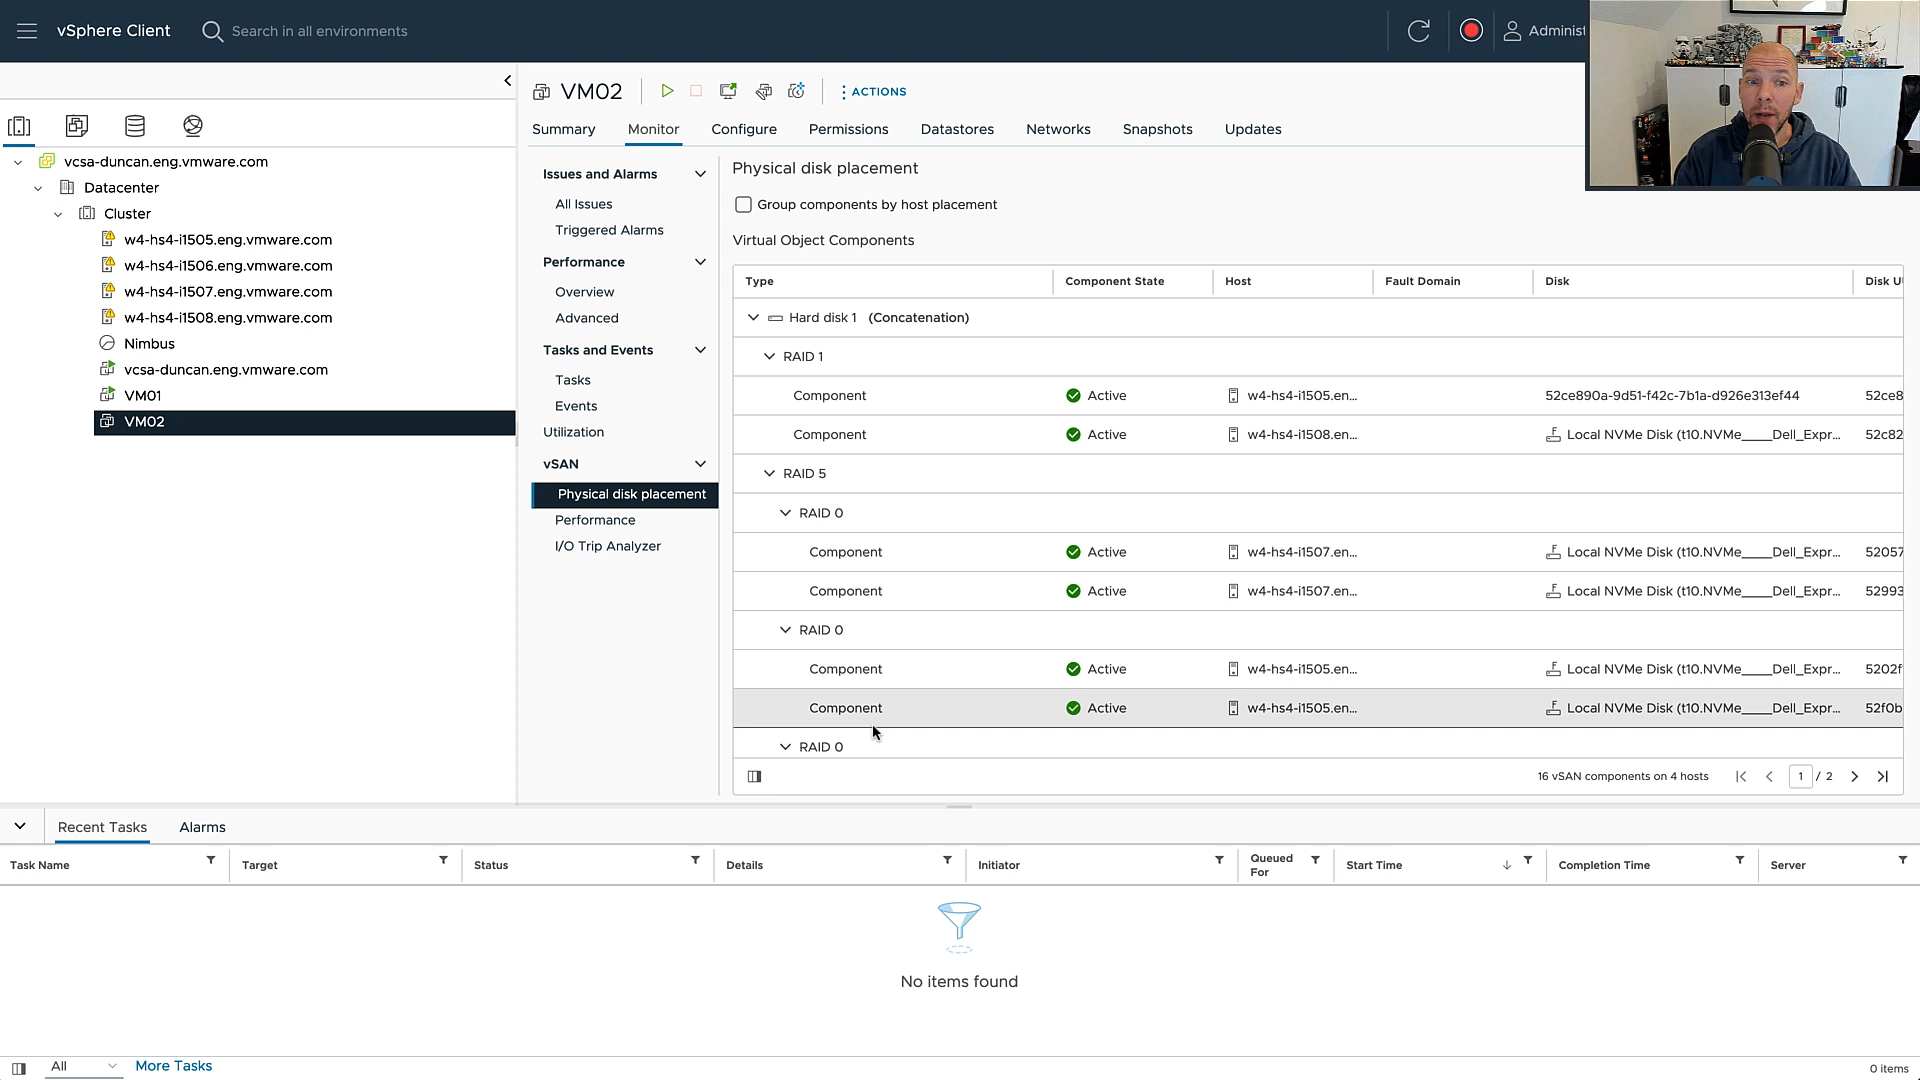 vSphere Client
Search in all environments
Administ
VM02
ACTIONS
Summary
Monitor
Configure
Permissions
Datastores
Networks
Snapshots
Updates
vcsa-duncan.eng.vmware.com
Datacenter
Cluster
w4-hs4-i1505.eng.vmware.com
w4-hs4-i1506.eng.vmware.com
w4-hs4-i1507.eng.vmware.com
w4-hs4-i1508.eng.vmware.com
Nimbus
vcsa-duncan.eng.vmware.com
VM01
VM02
Issues and Alarms
All Issues
Triggered Alarms
Performance
Overview
Advanced
Tasks and Events
Tasks
Events
Utilization
vSAN
Physical disk placement
Performance
I/O Trip Analyzer
Physical disk placement
Group components by host placement
Virtual Object Components
Type Component State Host Fault Domain Disk Disk U
Hard disk 1 (Concatenation)
RAID 1
Component Active w4-hs4-i1505.en... 52ce890a-9d51-f42c-7b1a-d926e313ef44 52ce8
Component Active w4-hs4-i1508.en... Local NVMe Disk (t10.NVMe____Dell_Expr... 52c82
RAID 5
RAID 0
Component Active w4-hs4-i1507.en... Local NVMe Disk (t10.NVMe____Dell_Expr... 52057
Component Active w4-hs4-i1507.en... Local NVMe Disk (t10.NVMe____Dell_Expr... 52993
RAID 0
Component Active w4-hs4-i1505.en... Local NVMe Disk (t10.NVMe____Dell_Expr... 5202f
Component Active w4-hs4-i1505.en... Local NVMe Disk (t10.NVMe____Dell_Expr... 52f0b
RAID 0
16 vSAN components on 4 hosts 1 / 2
Recent Tasks Alarms
Task Name Target Status Details Initiator Queued For Start Time Completion Time Server
No items found
All More Tasks
0 items